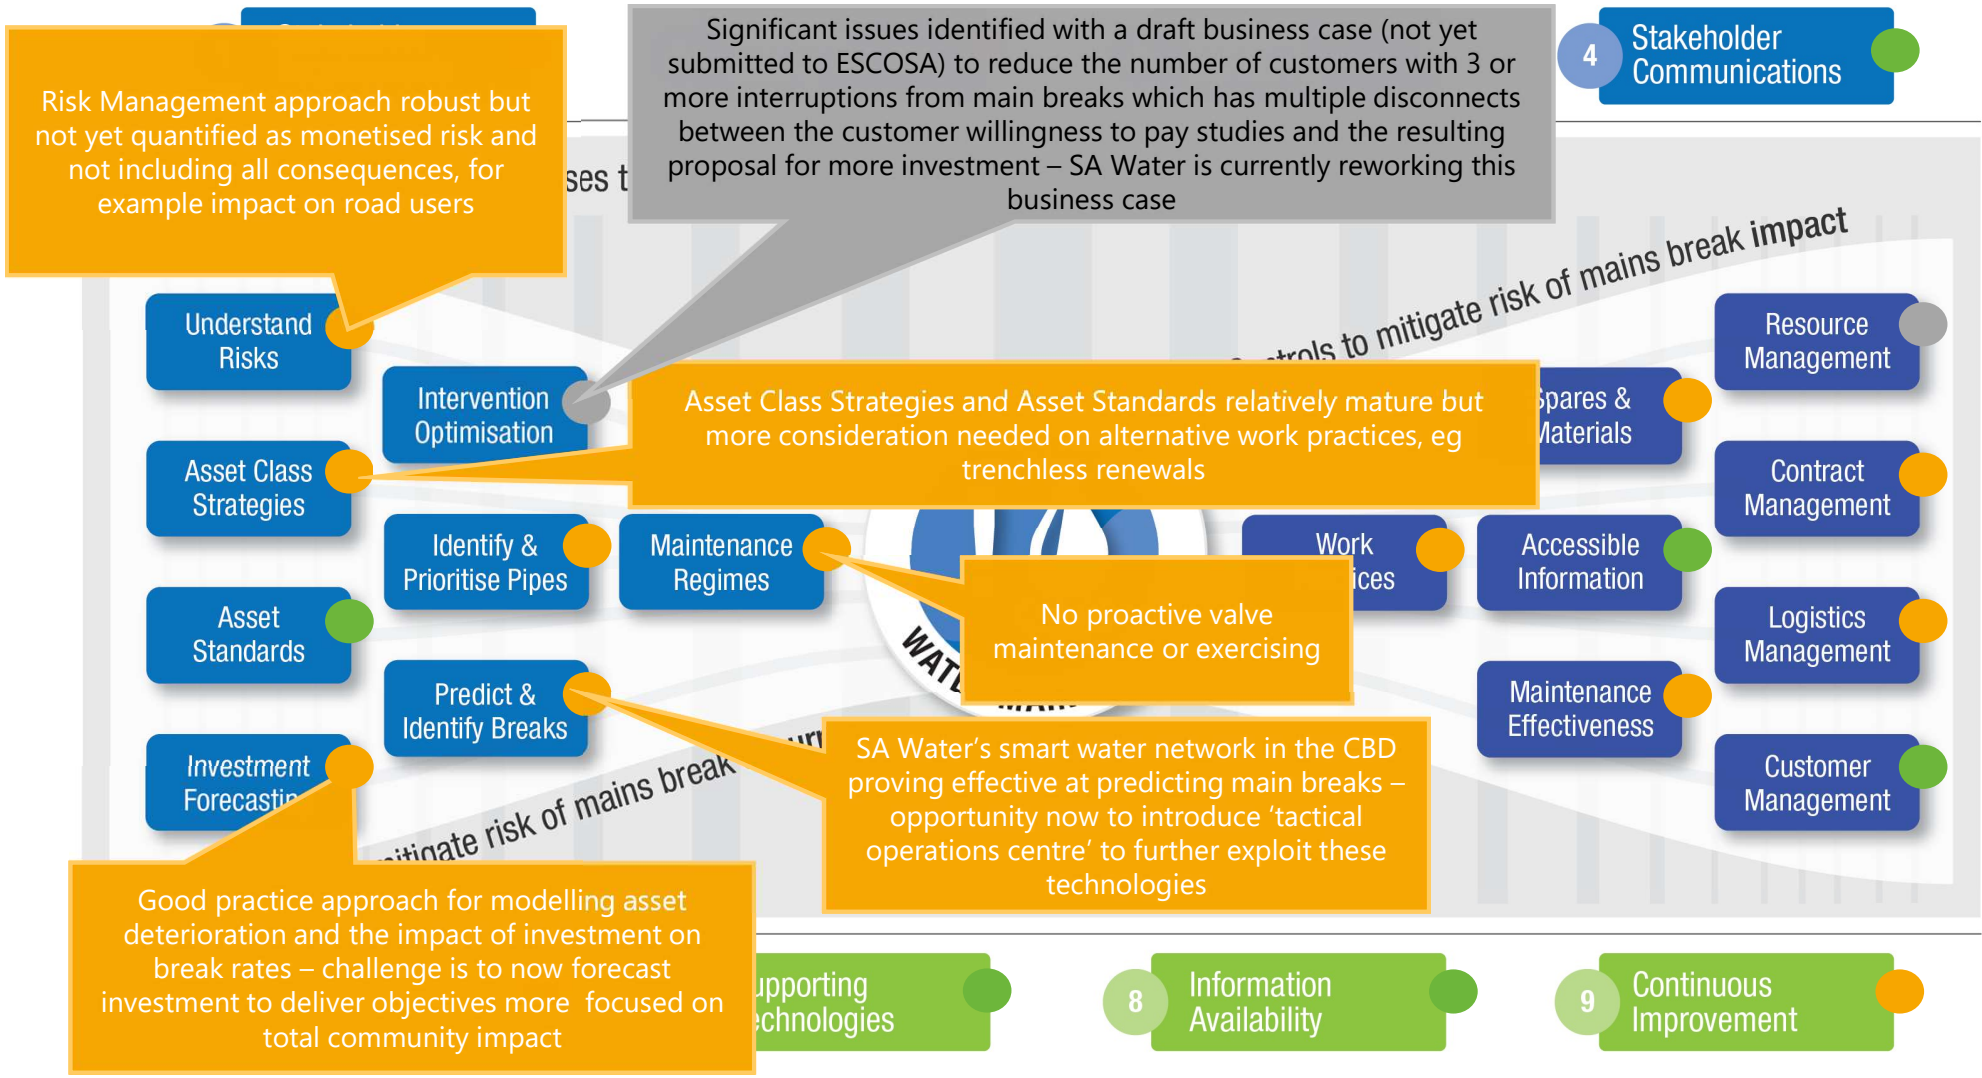 Risk Management approach robust but
not yet quantified as monetised risk and
not including all consequences, for
example impact on road users
Significant issues identified with a draft business case (not yet
submitted to ESCOSA) to reduce the number of customers with 3 or
more interruptions from main breaks which has multiple disconnects
between the customer willingness to pay studies and the resulting
proposal for more investment – SA Water is currently reworking this
business case
4
Stakeholder
Communications
to mitigate risk of mains break impact
Understand
Risks
Intervention
Optimisation
Asset Class
Strategies
Identify &
Prioritise Pipes
Maintenance
Regimes
Asset
Standards
Predict &
Identify Breaks
Investment
Forecasting
Asset Class Strategies and Asset Standards relatively mature but
more consideration needed on alternative work practices, eg
trenchless renewals
No proactive valve
maintenance or exercising
SA Water’s smart water network in the CBD
proving effective at predicting main breaks –
opportunity now to introduce ‘tactical
operations centre’ to further exploit these
technologies
risk of mains break
Good practice approach for modelling asset
deterioration and the impact of investment on
break rates – challenge is to now forecast
investment to deliver objectives more focused on
total community impact
Work
Spares &
Materials
Accessible
Information
Maintenance
Effectiveness
Resource
Management
Contract
Management
Logistics
Management
Customer
Management
upporting
echnologies
8
Information
Availability
9
Continuous
Improvement